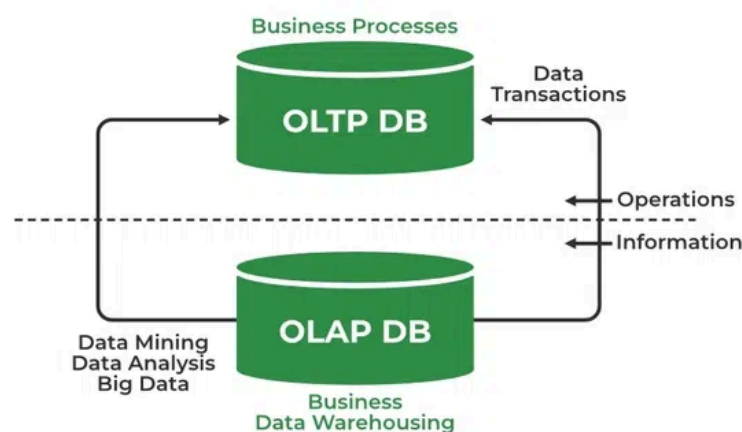 Business Processes
OLTP DB
Data
Transactions
Operations
Information
OLAP DB
Data Mining
Data Analysis
Big Data
Business
Data Warehousing